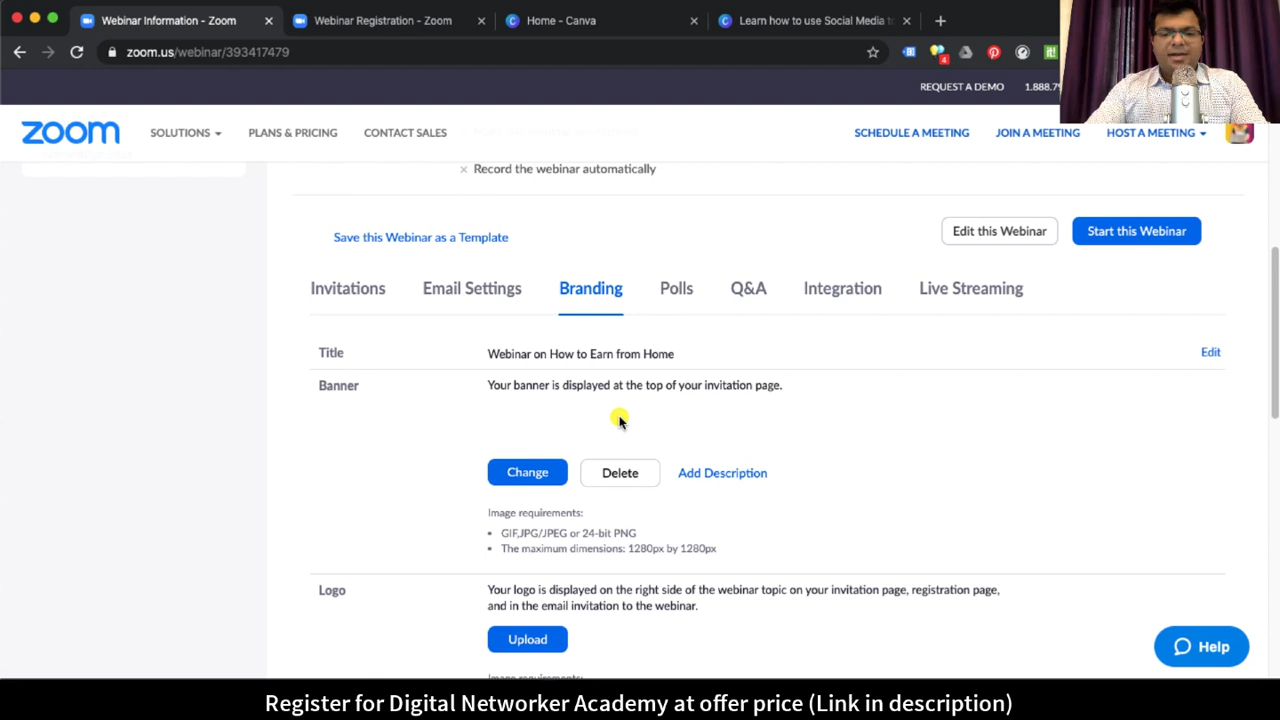 Webinar Information - Zoom
Webinar Registration - Zoom
Home - Canva
Learn how to use Social Media to
zoom.us/webinar/393417479
4
REQUEST A DEMO
1.888.79
zoom
SOLUTIONS
PLANS & PRICING
CONTACT SALES
SCHEDULE A MEETING
JOIN A MEETING
HOST A MEETING
Record the webinar automatically
Save this Webinar as a Template
Edit this Webinar
Start this Webinar
Invitations
Email Settings
Branding
Polls
Q&A
Integration
Live Streaming
Title
Webinar on How to Earn from Home
Edit
Banner
Your banner is displayed at the top of your invitation page.
Change
Delete
Add Description
Image requirements:
• GIF,JPG/JPEG or 24-bit PNG
• The maximum dimensions: 1280px by 1280px
Logo
Your logo is displayed on the right side of the webinar topic on your invitation page, registration page,
and in the email invitation to the webinar.
Upload
Image requirements:
Help
Register for Digital Networker Academy at offer price (Link in description)